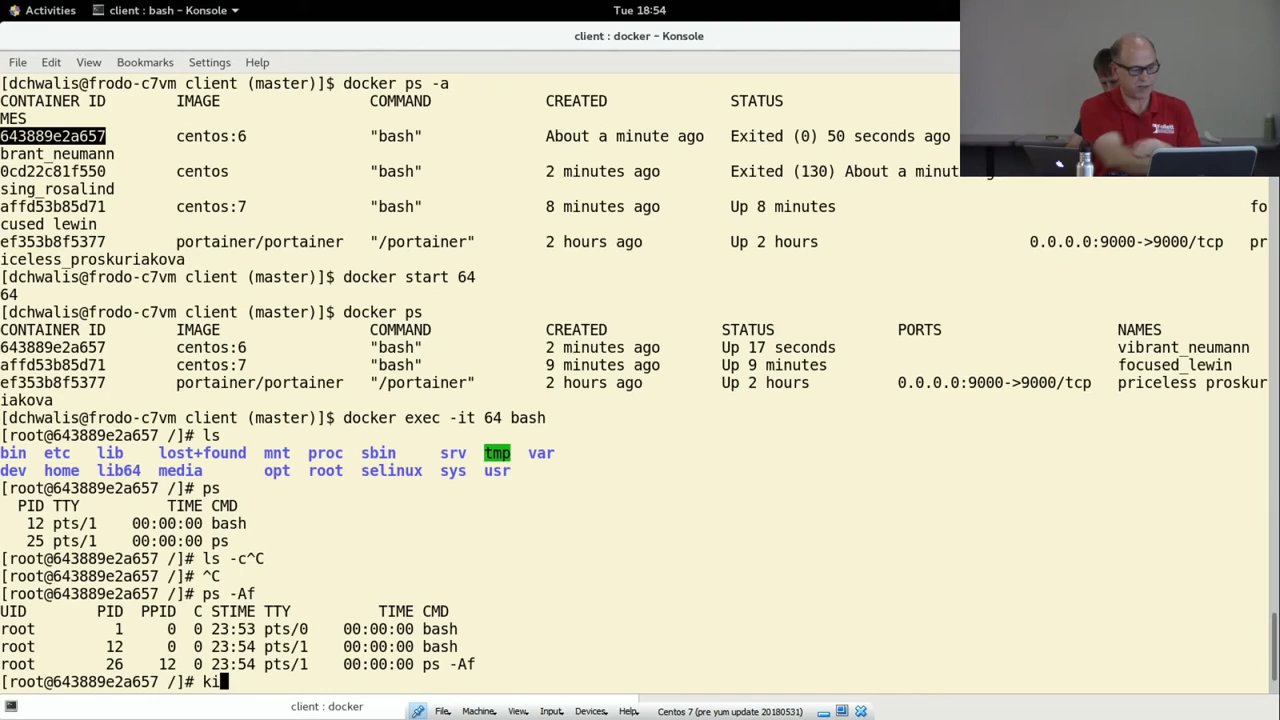 Activities client : bash – Konsole Tue 18:54
client : docker – Konsole
File Edit View Bookmarks Settings Help
[dchwalis@frodo-c7vm client (master)]$ docker ps -a
CONTAINER ID IMAGE COMMAND CREATED STATUS
MES
643889e2a657 centos:6 "bash" About a minute ago Exited (0) 50 seconds ago
brant_neumann
0cd22c81f550 centos "bash" 2 minutes ago Exited (130) About a minut
sing_rosalind
affd53b85d71 centos:7 "bash" 8 minutes ago Up 8 minutes fo
cused lewin
ef353b8f5377 portainer/portainer "/portainer" 2 hours ago Up 2 hours 0.0.0.0:9000->9000/tcp pr
iceless_proskuriakova
[dchwalis@frodo-c7vm client (master)]$ docker start 64
64
[dchwalis@frodo-c7vm client (master)]$ docker ps
CONTAINER ID IMAGE COMMAND CREATED STATUS PORTS NAMES
643889e2a657 centos:6 "bash" 2 minutes ago Up 17 seconds vibrant_neumann
affd53b85d71 centos:7 "bash" 9 minutes ago Up 9 minutes focused_lewin
ef353b8f5377 portainer/portainer "/portainer" 2 hours ago Up 2 hours 0.0.0.0:9000->9000/tcp priceless proskur
iakova
[dchwalis@frodo-c7vm client (master)]$ docker exec -it 64 bash
[root@643889e2a657 /]# ls
bin etc lib lost+found mnt proc sbin srv tmp var
dev home lib64 media opt root selinux sys usr
[root@643889e2a657 /]# ps
PID TTY TIME CMD
12 pts/1 00:00:00 bash
25 pts/1 00:00:00 ps
[root@643889e2a657 /]# ls -c^C
[root@643889e2a657 /]# ^C
[root@643889e2a657 /]# ps -Af
UID PID PPID C STIME TTY TIME CMD
root 1 0 0 23:53 pts/0 00:00:00 bash
root 12 0 0 23:54 pts/1 00:00:00 bash
root 26 12 0 23:54 pts/1 00:00:00 ps -Af
[root@643889e2a657 /]# ki
client : docker
File, Machine, View, Input, Devices, Help, Centos 7 (pre yum update 20180531)